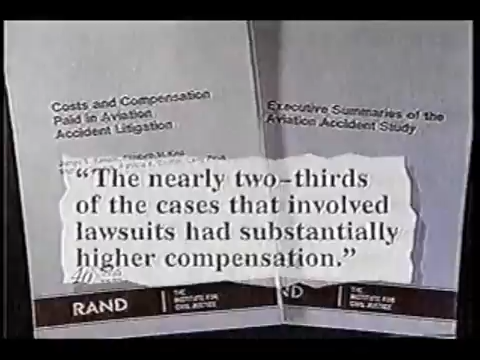 Costs and Compensation
Paid in Aviation
Accident Litigation
Executive Summaries of the
Aviation Accident Study
“The nearly two-thirds
of the cases that involved
lawsuits had substantially
higher compensation.”
RAND
THE
INSTITUTE FOR
CIVIL JUSTICE
ND
THE
INSTITUTE FOR
CIVIL JUSTICE